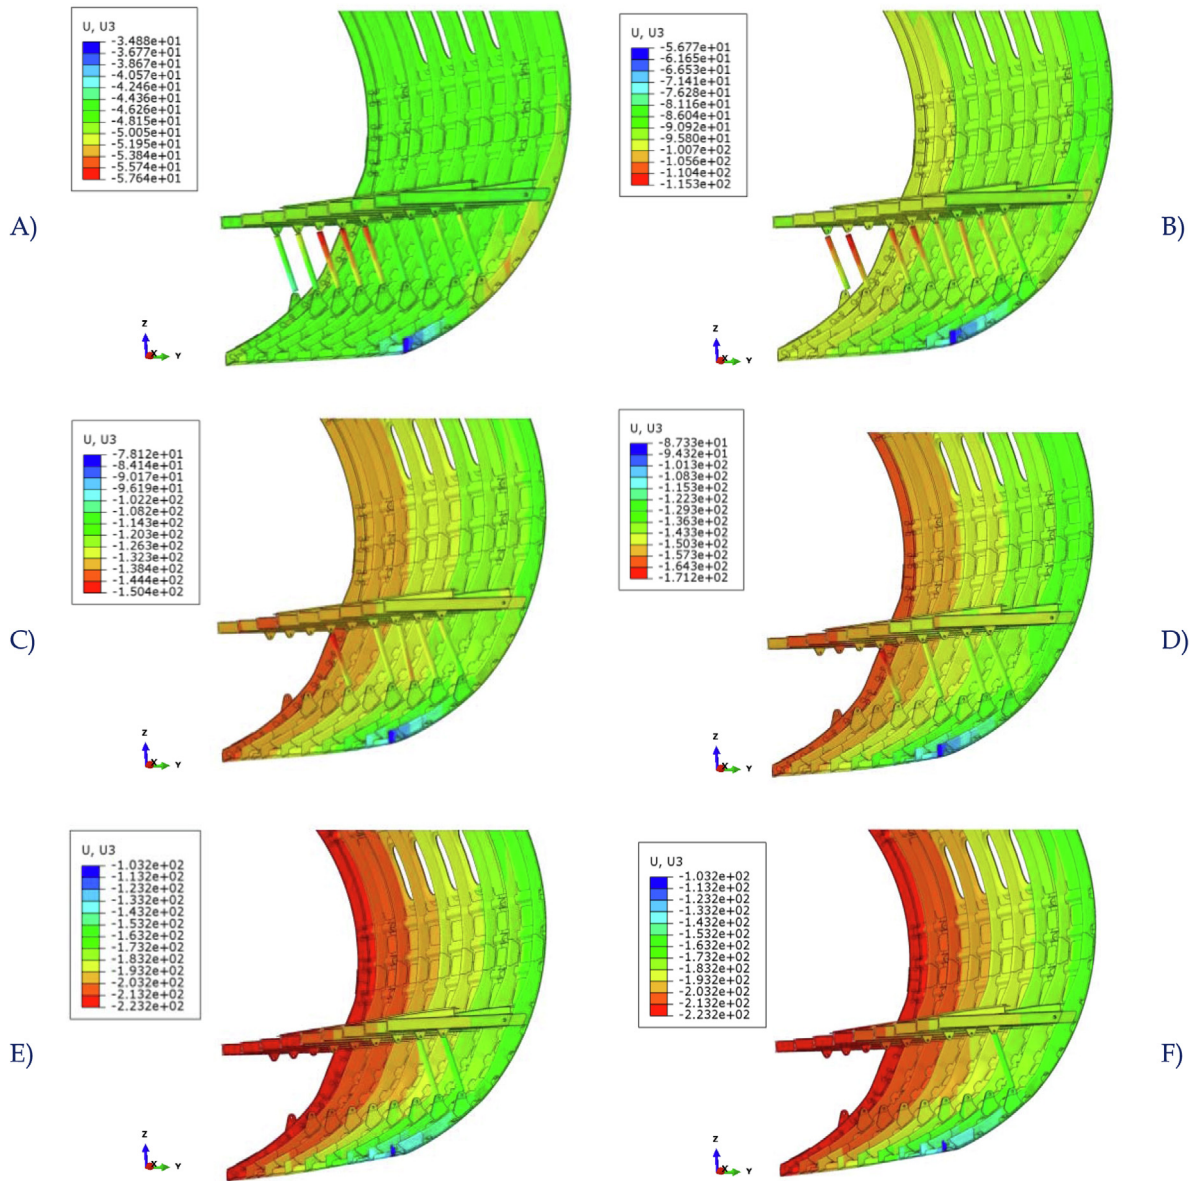 A)
U, U3
-3.488e+01
-3.677e+01
-3.867e+01
-4.057e+01
-4.246e+01
-4.436e+01
-4.626e+01
-4.815e+01
-5.005e+01
-5.195e+01
-5.384e+01
-5.574e+01
-5.764e+01
Z
X
Y
B)
U, U3
-5.677e+01
-6.165e+01
-6.653e+01
-7.141e+01
-7.628e+01
-8.116e+01
-8.604e+01
-9.092e+01
-9.580e+01
-1.007e+02
-1.056e+02
-1.104e+02
-1.153e+02
Z
X
Y
C)
U, U3
-7.812e+01
-8.414e+01
-9.017e+01
-9.619e+01
-1.022e+02
-1.082e+02
-1.143e+02
-1.203e+02
-1.263e+02
-1.323e+02
-1.384e+02
-1.444e+02
-1.504e+02
Z
X
Y
D)
U, U3
-8.733e+01
-9.432e+01
-1.013e+02
-1.083e+02
-1.153e+02
-1.223e+02
-1.293e+02
-1.363e+02
-1.433e+02
-1.503e+02
-1.573e+02
-1.643e+02
-1.712e+02
Z
X
Y
E)
U, U3
-1.032e+02
-1.132e+02
-1.232e+02
-1.332e+02
-1.432e+02
-1.532e+02
-1.632e+02
-1.732e+02
-1.832e+02
-1.932e+02
-2.032e+02
-2.132e+02
-2.232e+02
Z
X
Y
F)
U, U3
-1.032e+02
-1.132e+02
-1.232e+02
-1.332e+02
-1.432e+02
-1.532e+02
-1.632e+02
-1.732e+02
-1.832e+02
-1.932e+02
-2.032e+02
-2.132e+02
-2.232e+02
Z
X
Y